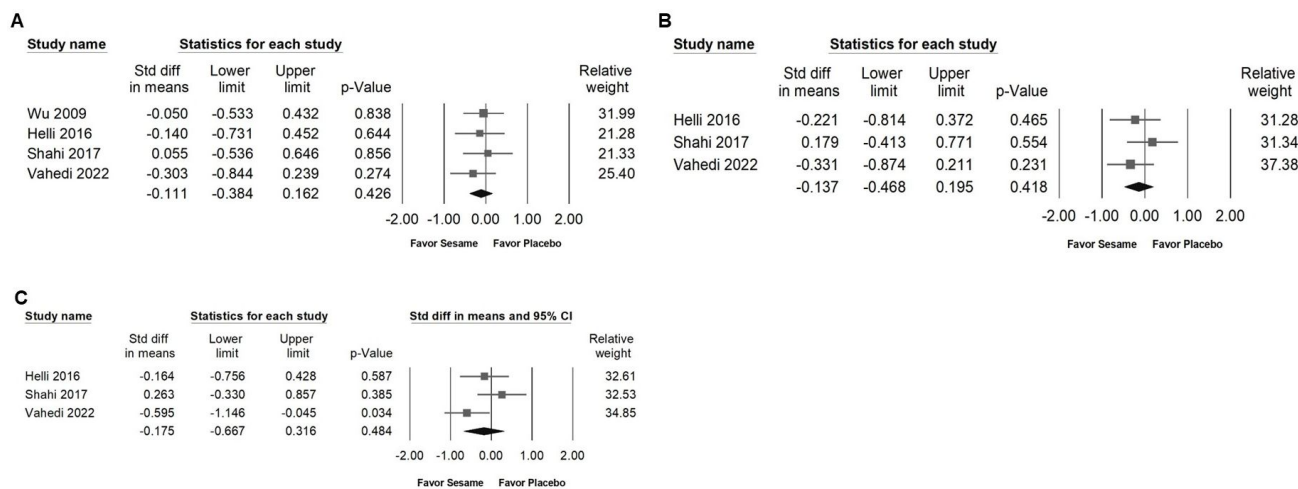 A
Study name Statistics for each study
Std diff in means Lower limit Upper limit p-Value Relative weight
Wu 2009 -0.050 -0.533 0.432 0.838 31.99
Helli 2016 -0.140 -0.731 0.452 0.644 21.28
Shahi 2017 0.055 -0.536 0.646 0.856 21.33
Vahedi 2022 -0.303 -0.844 0.239 0.274 25.40
-0.111 -0.384 0.162 0.426
-2.00 -1.00 0.00 1.00 2.00
Favor Sesame Favor Placebo
B
Study name Statistics for each study
Std diff in means Lower limit Upper limit p-Value Relative weight
Helli 2016 -0.221 -0.814 0.372 0.465 31.28
Shahi 2017 0.179 -0.413 0.771 0.554 31.34
Vahedi 2022 -0.331 -0.874 0.211 0.231 37.38
-0.137 -0.468 0.195 0.418
-2.00 -1.00 0.00 1.00 2.00
Favor Sesame Favor Placebo
C
Study name Statistics for each study Std diff in means and 95% CI
Std diff in means Lower limit Upper limit p-Value Relative weight
Helli 2016 -0.164 -0.756 0.428 0.587 32.61
Shahi 2017 0.263 -0.330 0.857 0.385 32.53
Vahedi 2022 -0.595 -1.146 -0.045 0.034 34.85
-0.175 -0.667 0.316 0.484
-2.00 -1.00 0.00 1.00 2.00
Favor Sesame Favor Placebo